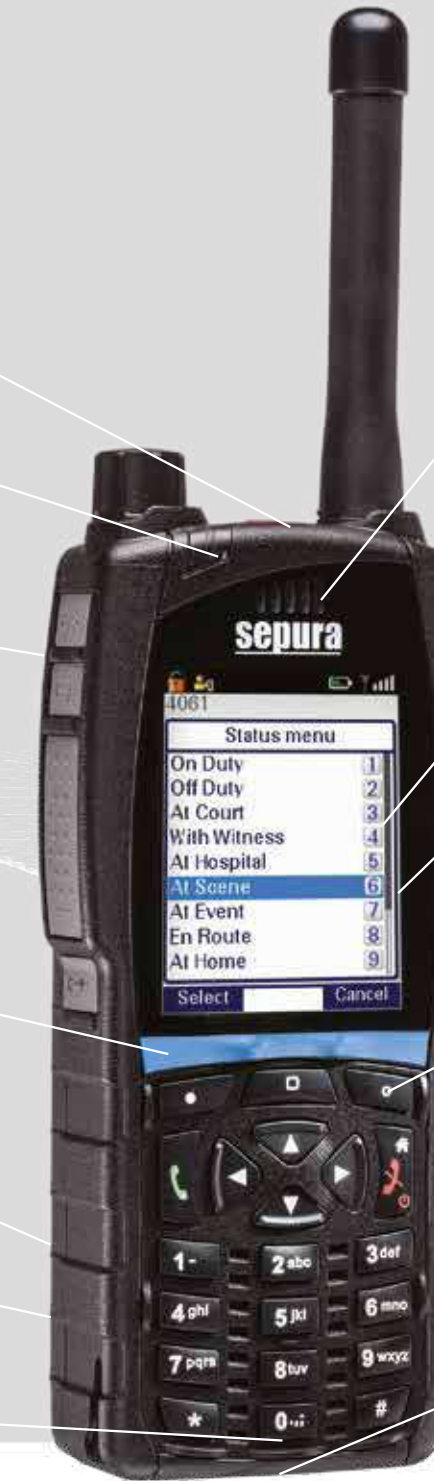 sepura
4061
Status menu
On Duty 1
Off Duty 2
At Court 3
With Witness 4
At Hospital 5
At Scene 6
At Event 7
En Route 8
At Home 9
Select Cancel
1- 2abc 3def
4ghi 5jkl 6mno
7pqrs 8tuv 9wxyz
* 0 #